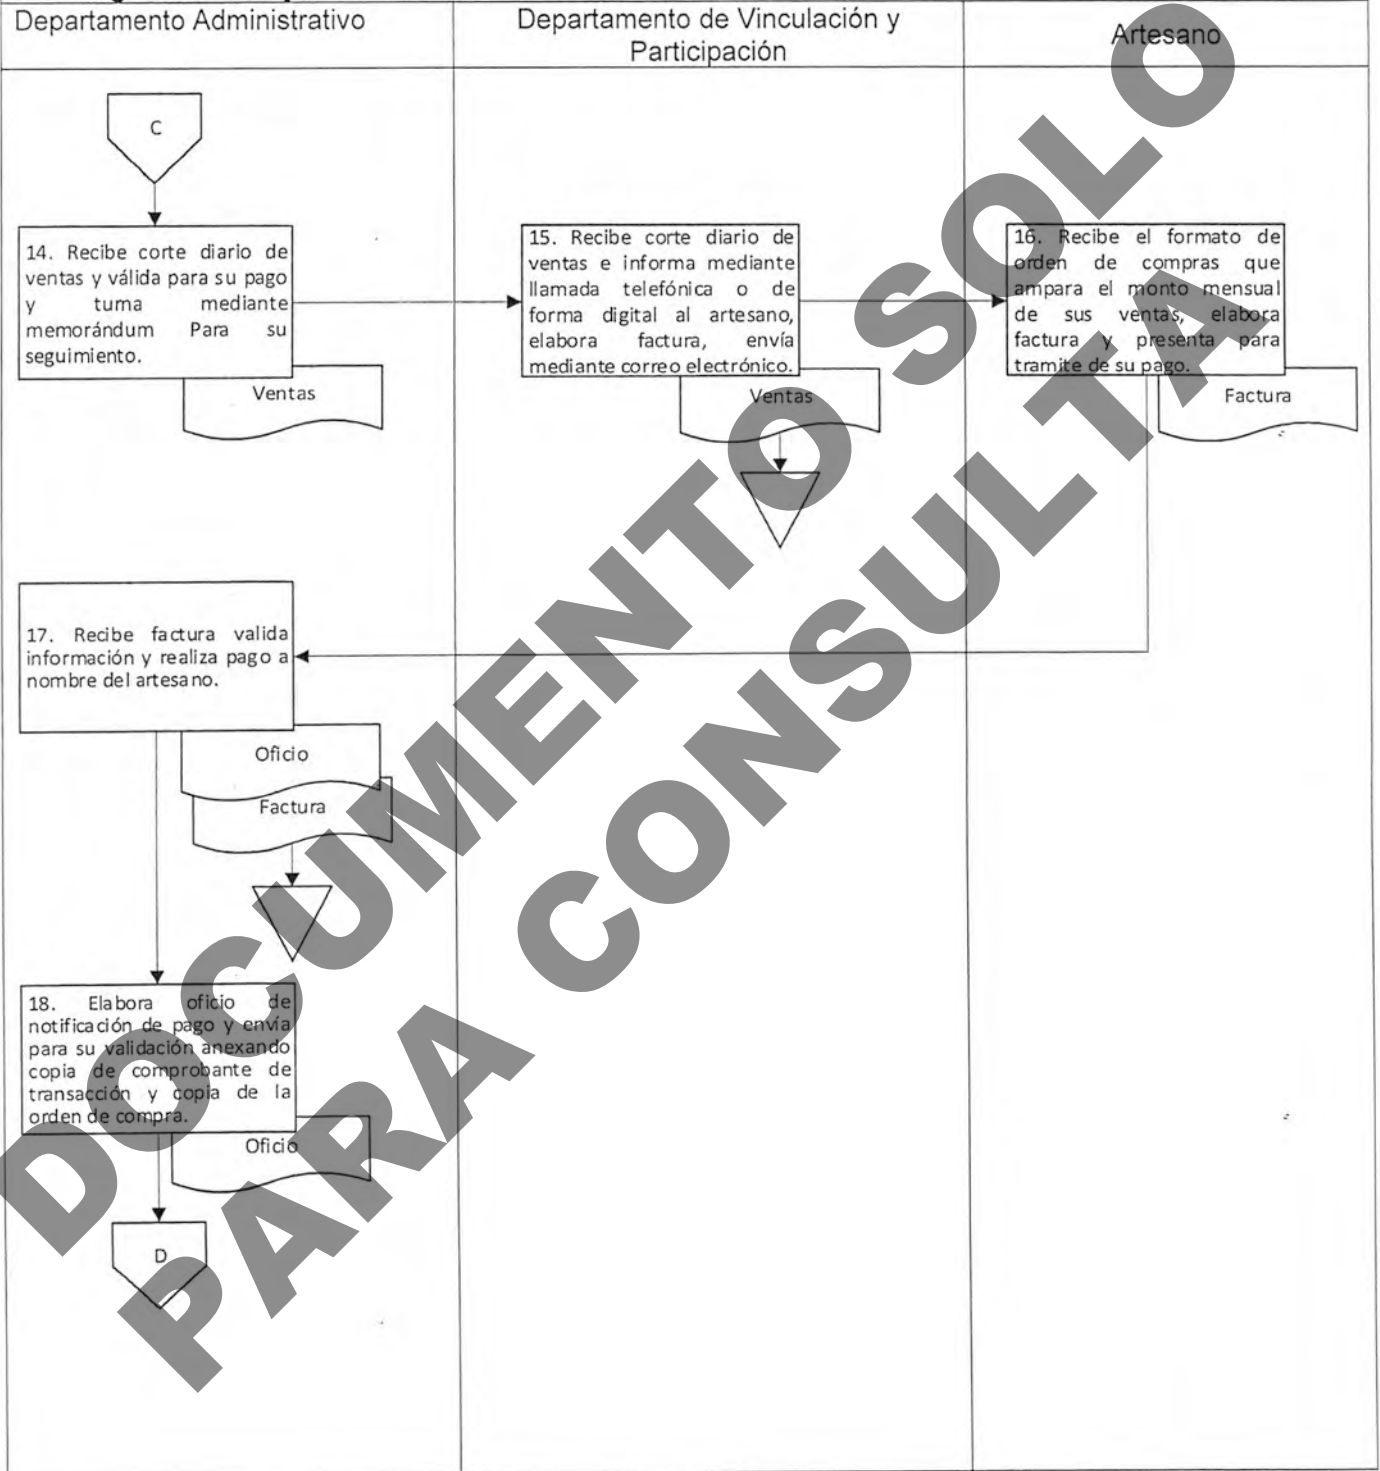 Departamento Administrativo
Departamento de Vinculación y
Participación
Artesano
C
14. Recibe corte diario de
ventas y válida para su pago
y turna mediante
memorándum Para su
seguimiento.
Ventas
15. Recibe corte diario de
ventas e informa mediante
llamada telefónica o de
forma digital al artesano,
elabora factura, envía
mediante correo electrónico.
Ventas
16. Recibe el formato de
orden de compras que
ampara el monto mensual
de sus ventas, elabora
factura y presenta para
tramite de su pago.
Factura
17. Recibe factura valida
información y realiza pago a
nombre del artesano.
Oficio
Factura
18. Elabora oficio de
notificación de pago y envía
para su validación anexando
copia de comprobante de
transacción y copia de la
orden de compra.
Oficio
D
DOCUMENTO SOLO
PARA CONSULTA